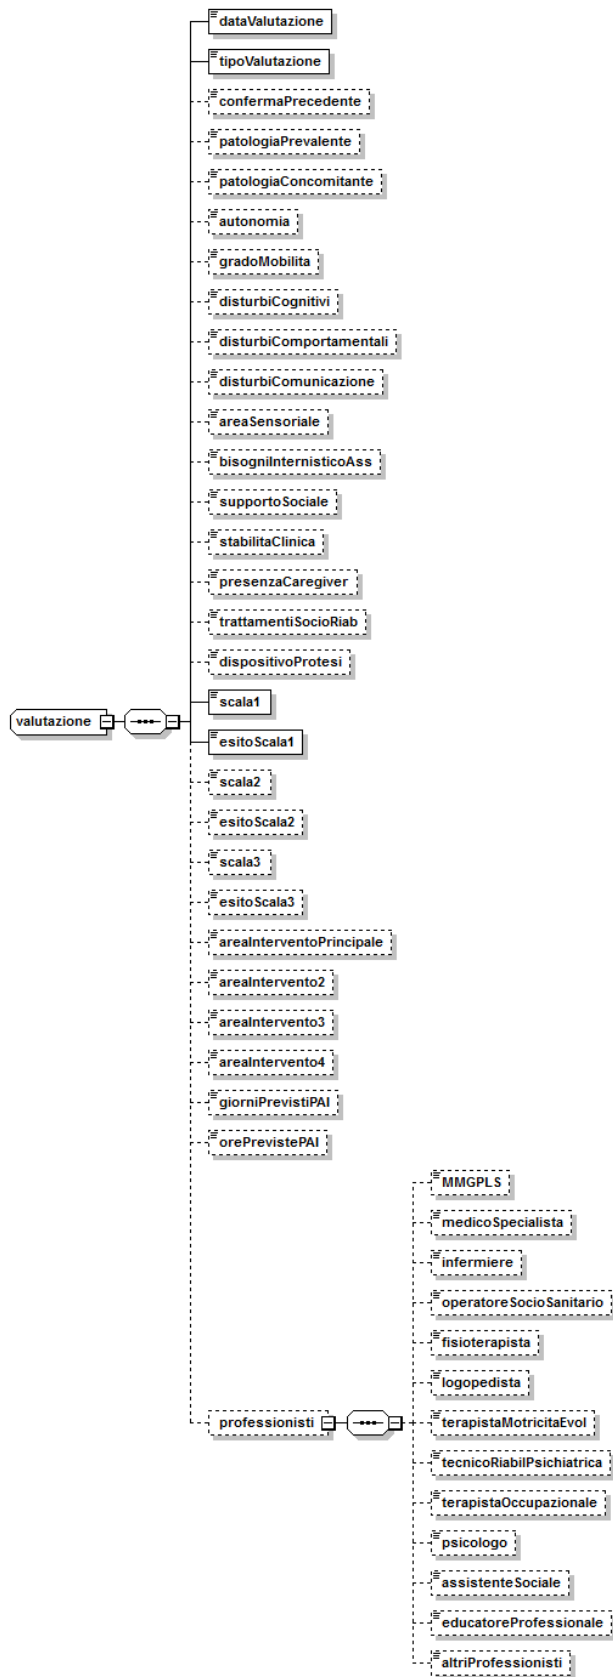 dataValutazione
tipoValutazione
confermaPrecedente
patologiaPrevalente
patologiaConcomitante
autonomia
gradoMobilita
disturbiCognitivi
disturbiComportamentali
disturbiComunicazione
areaSensoriale
bisogniInternisticoAss
supportoSociale
stabilitaClinica
presenzaCaregiver
trattamentiSocioRiab
dispositivoProtesi
scala1
valutazione
esitoScala1
scala2
esitoScala2
scala3
esitoScala3
areaInterventoPrincipale
areaIntervento2
areaIntervento3
areaIntervento4
giorniPrevistiPAI
orePrevistePAI
professionisti
MMGPLS
medicoSpecialista
infermiere
operatoreSocioSanitario
fisioterapista
logopedista
terapistaMotricitaEvol
tecnicoRiabilPsichiatrica
terapistaOccupazionale
psicologo
assistenteSociale
educatoreProfessionale
altriProfessionisti